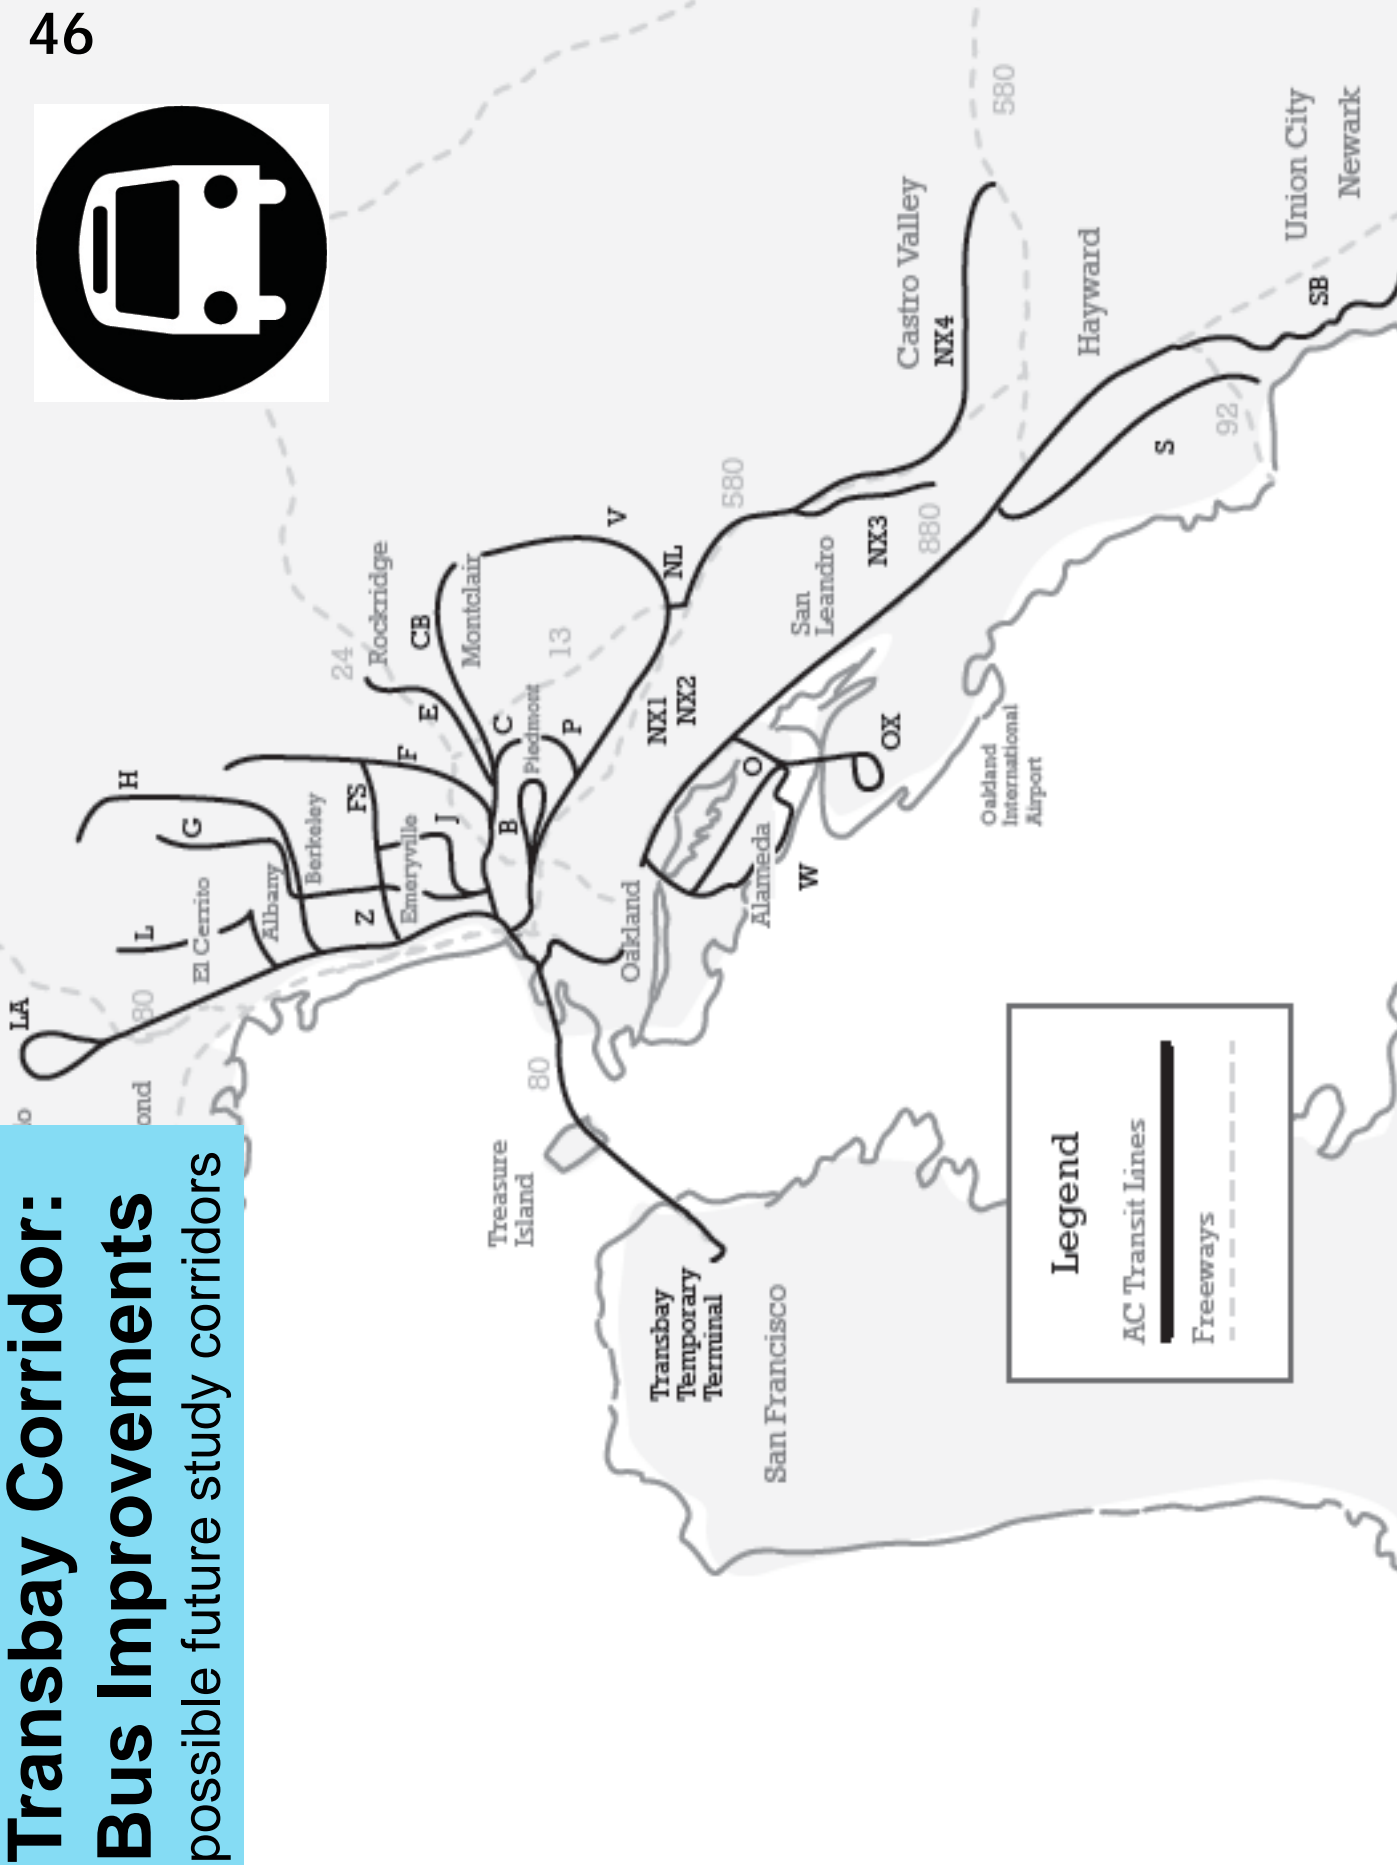 46
Transbay Corridor:
Bus Improvements
possible future study corridors
o
ond
LA
80
L
El Cerrito
Albany
H
G
Berkeley
FS
Z
Emeryville
F
J
24
Rockridge
E
CB
Montclair
C
Piedmont
B
P
13
V
NL
580
NX1
NX2
Oakland
80
Treasure
Island
Transbay
Temporary
Terminal
San Francisco
O
Alameda
W
OX
San
Leandro
NX3
880
Castro Valley
NX4
580
Oakland
International
Airport
Hayward
S
92
Union City
Newark
SB
Legend
AC Transit Lines
Freeways